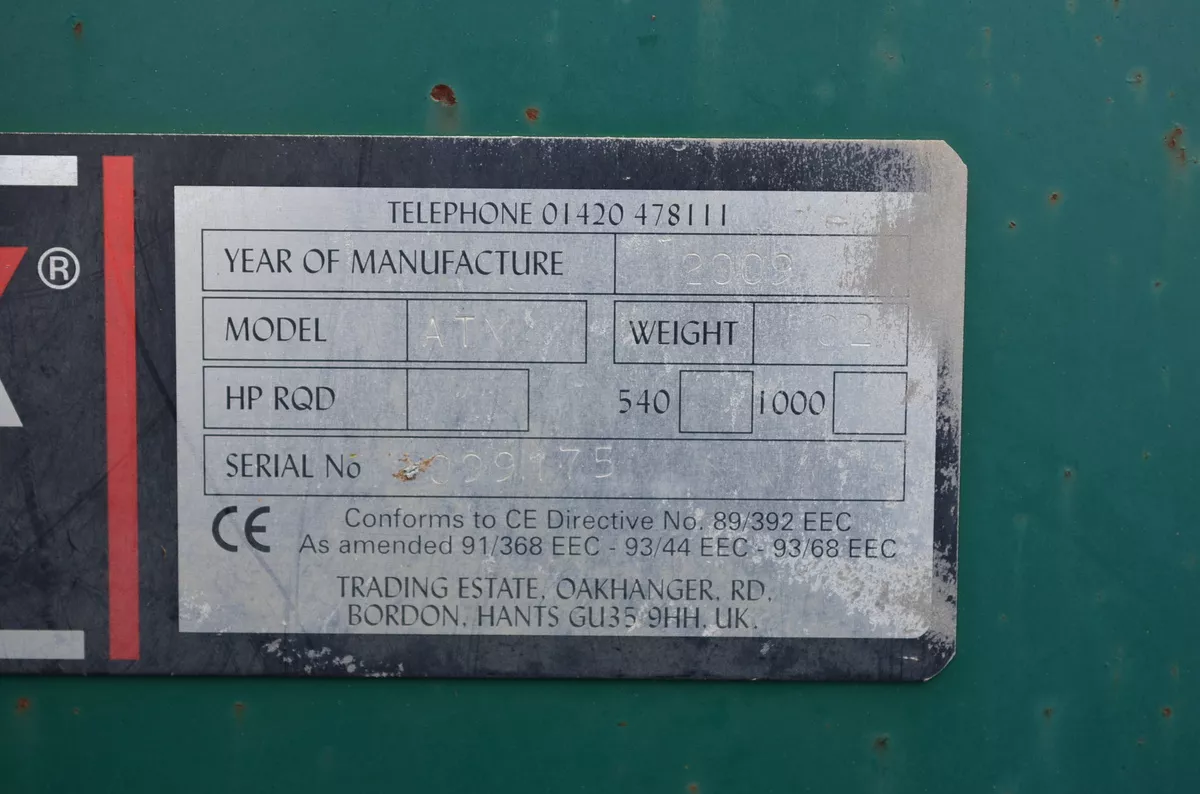 TELEPHONE 01420 478111
YEAR OF MANUFACTURE 2009
MODEL
WEIGHT
HP RQD 540 1000
SERIAL No
®
CE Conforms to CE Directive No. 89/392 EEC
As amended 91/368 EEC - 93/44 EEC - 93/68 EEC
TRADING ESTATE, OAKHANGER, RD,
BORDON, HANTS GU35 9HH, UK.